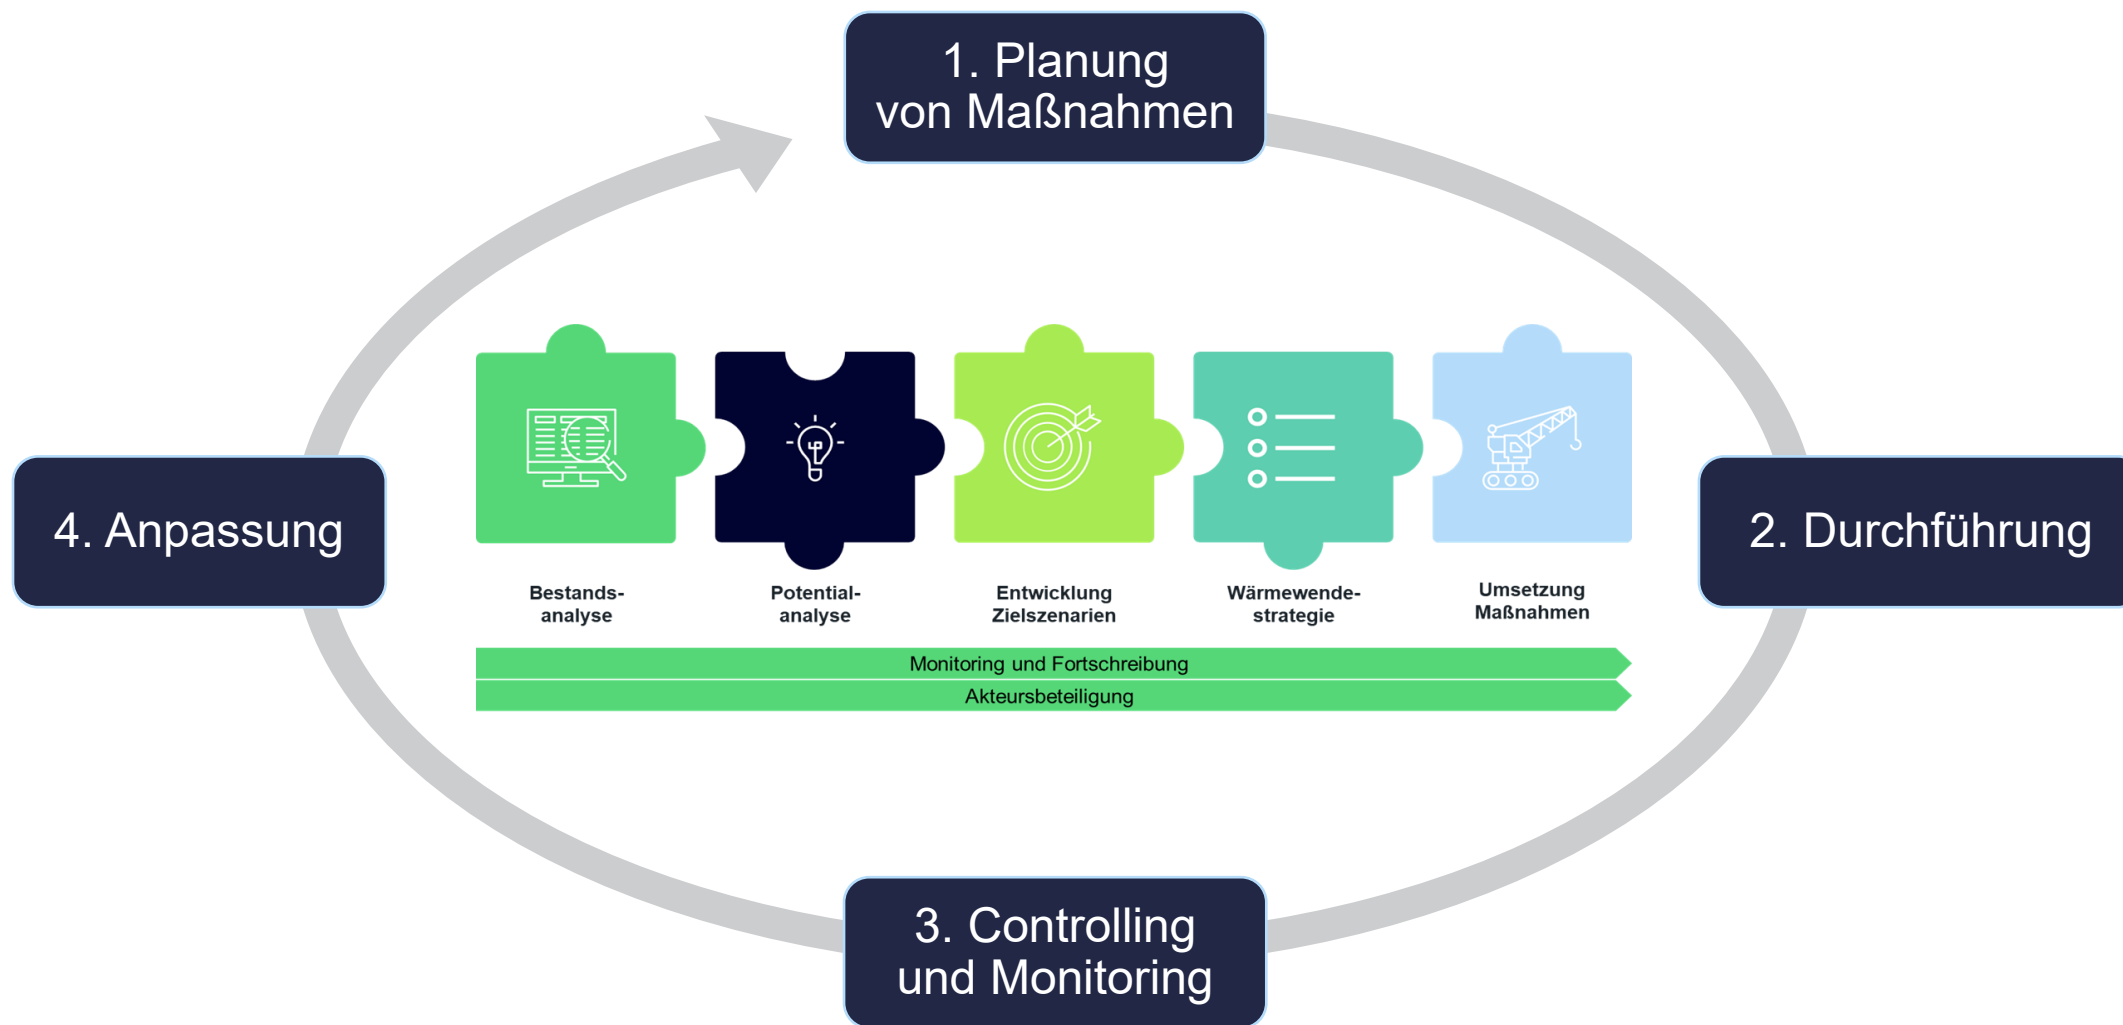 1. Planung
von Maßnahmen
4. Anpassung
2. Durchführung
Bestands-
analyse
Potential-
analyse
Entwicklung
Zielszenarien
Wärmewende-
strategie
Umsetzung
Maßnahmen
Monitoring und Fortschreibung
Akteursbeteiligung
3. Controlling
und Monitoring